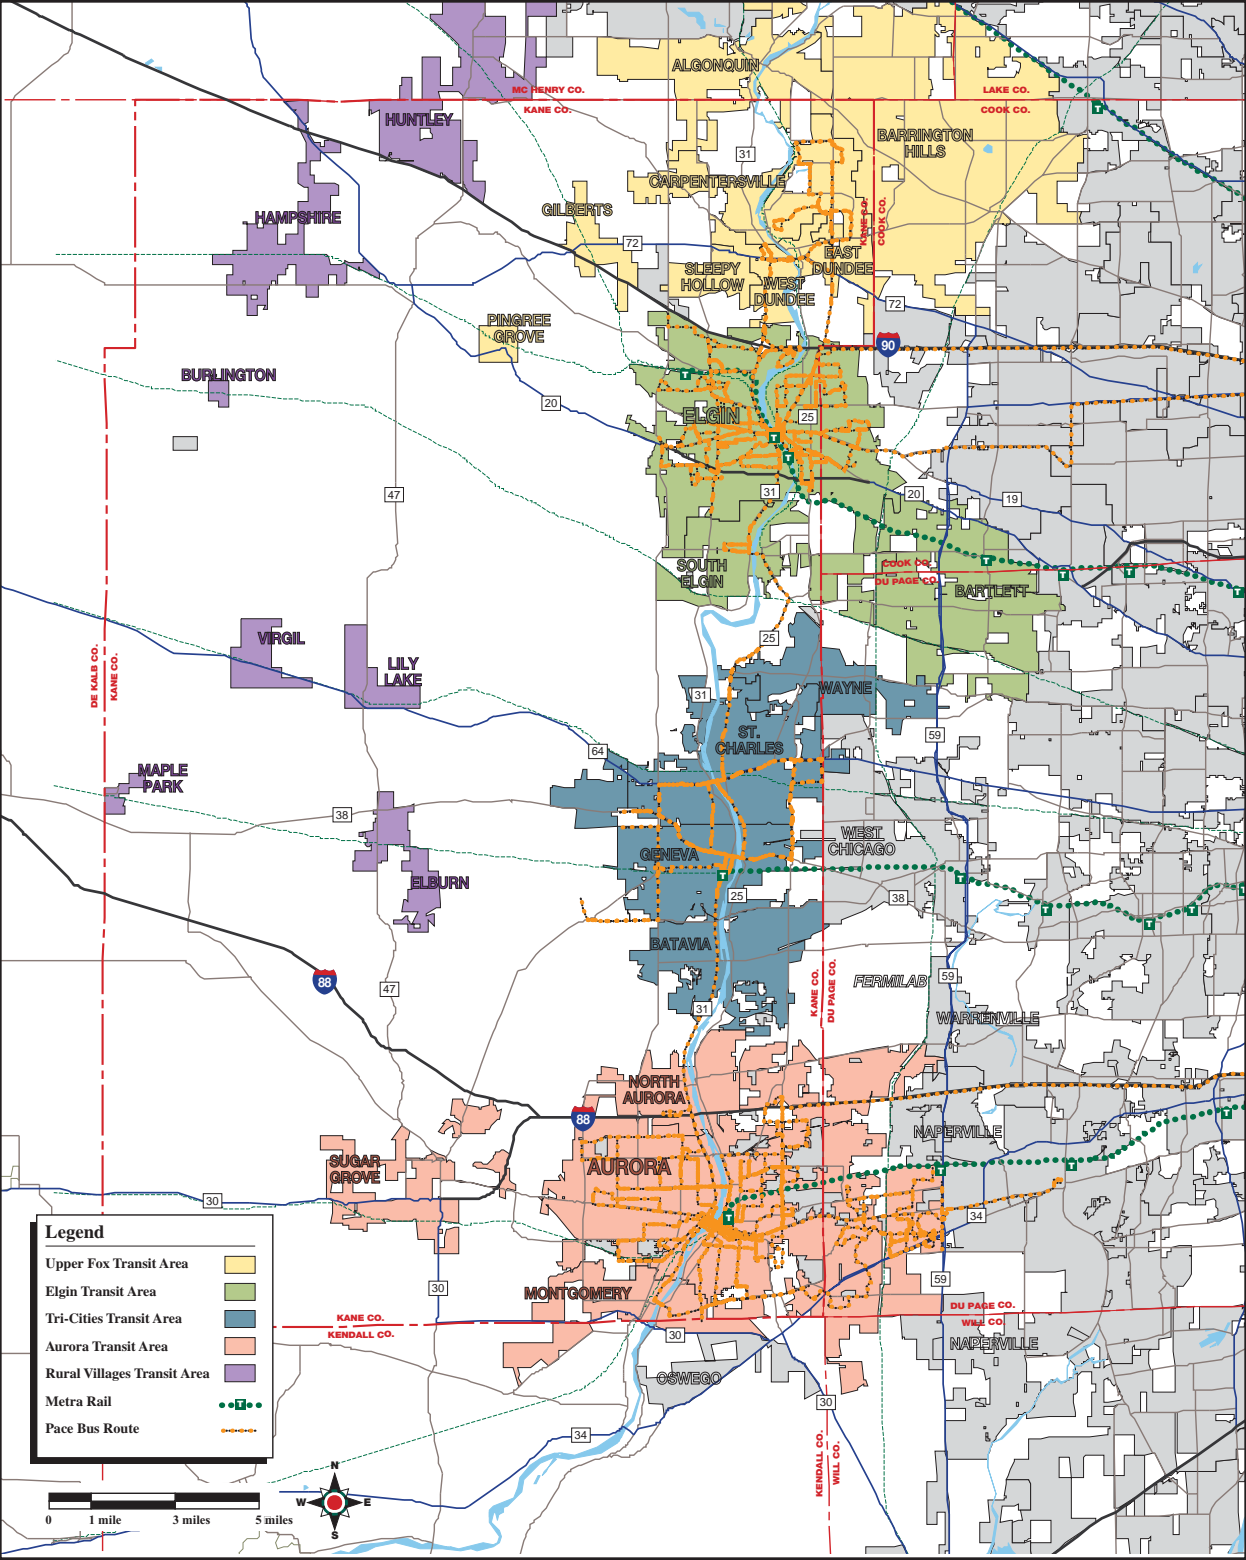 ALGONQUIN
MC HENRY CO.
KANE CO.
LAKE CO.
COOK CO.
HUNTLEY
BARRINGTON
HILLS
31
CARPENTERSVILLE
GILBERTS
HAMPSHIRE
KANE CO.
COOK CO.
72
EAST
DUNDEE
SLEEPY
HOLLOW
WEST
DUNDEE
72
PINGREE
GROVE
90
BURLINGTON
T
T
20
ELGIN
25
T
T
47
31
20
19
SOUTH
ELGIN
COOK CO.
DU PAGE CO.
T
T
T
T
BARTLETT
VIRGIL
25
LILY
LAKE
DE KALB CO.
KANE CO.
31
WAYNE
ST.
CHARLES
59
64
MAPLE
PARK
38
WEST
CHICAGO
GENEVA
T
T
ELBURN
25
38
T
T
T
T
BATAVIA
88
47
FERMILAB
59
KANE CO.
DU PAGE CO.
31
WARRENVILLE
NORTH
AURORA
88
T
NAPERVILLE
SUGAR
GROVE
AURORA
T
T
30
T
34
Legend
Upper Fox Transit Area
Elgin Transit Area
Tri-Cities Transit Area
Aurora Transit Area
Rural Villages Transit Area
Metra Rail
T
Pace Bus Route
30
59
MONTGOMERY
DU PAGE CO.
WILL CO.
KANE CO.
KENDALL CO.
30
NAPERVILLE
OSWEGO
30
34
KENDALL CO.
WILL CO.
N
W
E
S
0
1 mile
3 miles
5 miles